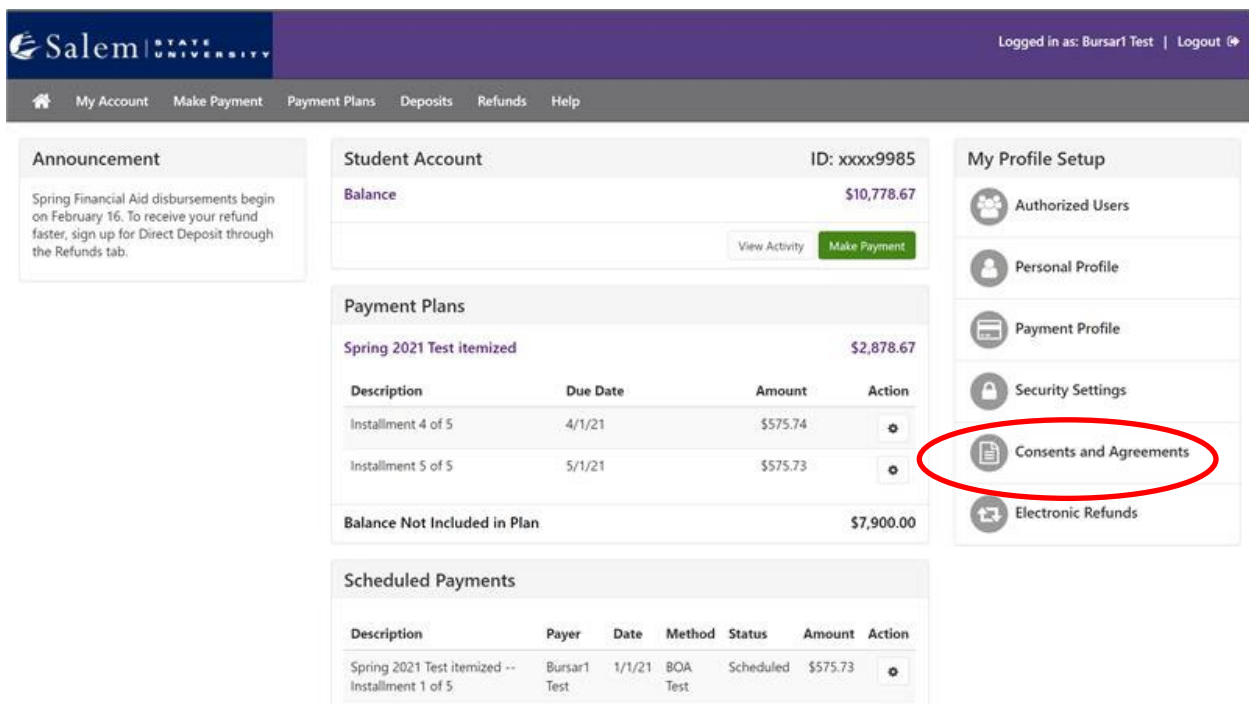 Salem STATE UNIVERSITY
Logged in as: Bursar1 Test | Logout
My Account Make Payment Payment Plans Deposits Refunds Help
Announcement
Spring Financial Aid disbursements begin
on February 16. To receive your refund
faster, sign up for Direct Deposit through
the Refunds tab.
Student Account ID: xxxx9985
Balance $10,778.67
View Activity Make Payment
Payment Plans
Spring 2021 Test itemized $2,878.67
Description Due Date Amount Action
Installment 4 of 5 4/1/21 $575.74
Installment 5 of 5 5/1/21 $575.73
Balance Not Included in Plan $7,900.00
Scheduled Payments
Description Payer Date Method Status Amount Action
Spring 2021 Test itemized -- Bursar1 1/1/21 BOA Scheduled $575.73
Installment 1 of 5 Test Test
My Profile Setup
Authorized Users
Personal Profile
Payment Profile
Security Settings
Consents and Agreements
Electronic Refunds